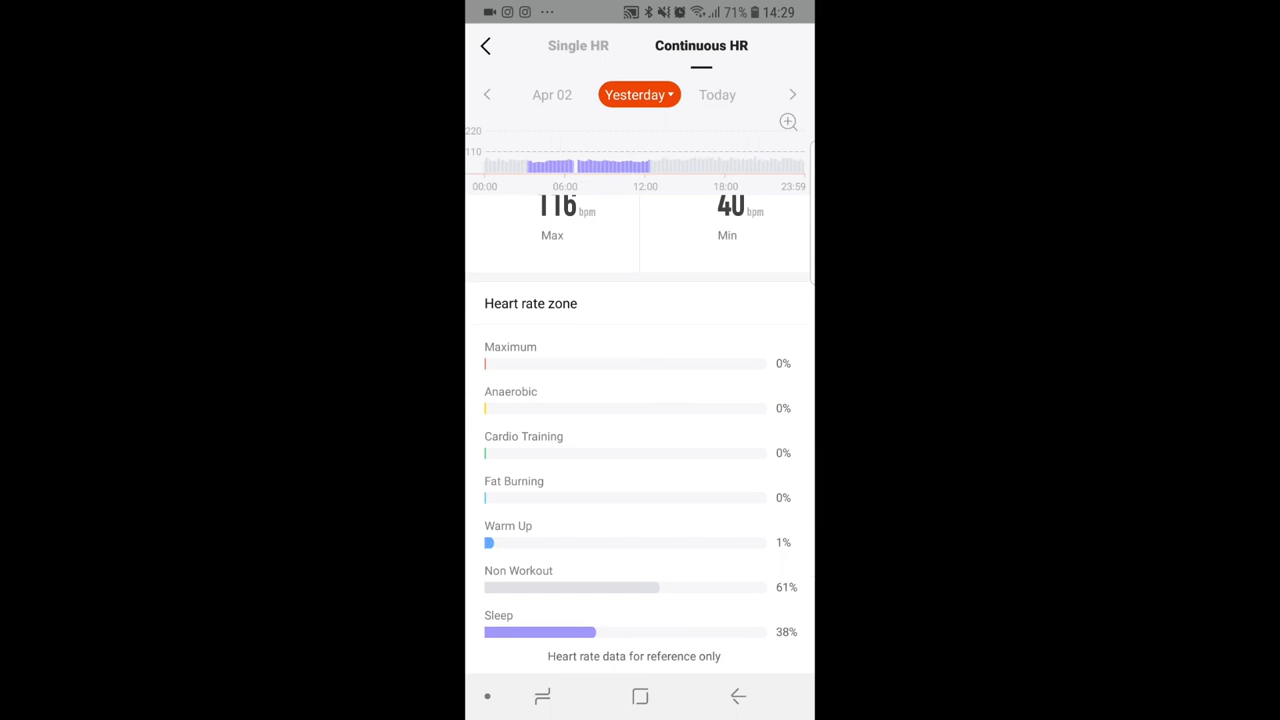 71% 14:29
Single HR Continuous HR
Apr 02 Yesterday Today
220
110
00:00 06:00 12:00 18:00 23:59
116 bpm 40 bpm
Max Min
Heart rate zone
Maximum
0%
Anaerobic
0%
Cardio Training
0%
Fat Burning
0%
Warm Up
1%
Non Workout
61%
Sleep
38%
Heart rate data for reference only